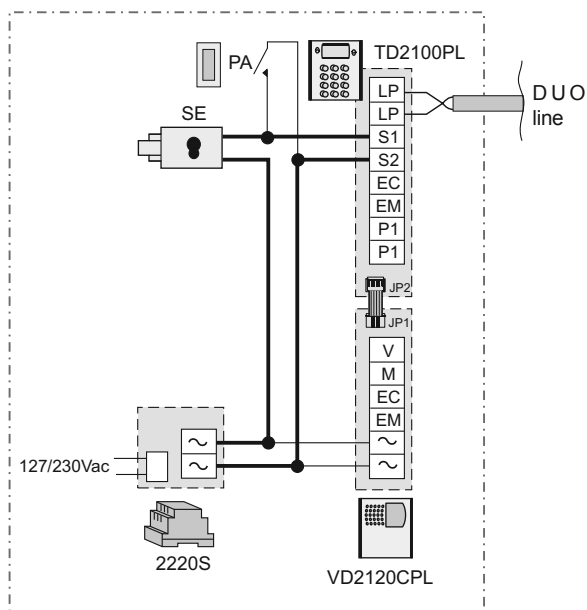 PA
TD2100PL
LP
LP
S1
S2
EC
EM
P1
P1
DUO
line
SE
JP2
JP1
V
M
EC
EM
~
~
~
~
127/230Vac
2220S
VD2120CPL